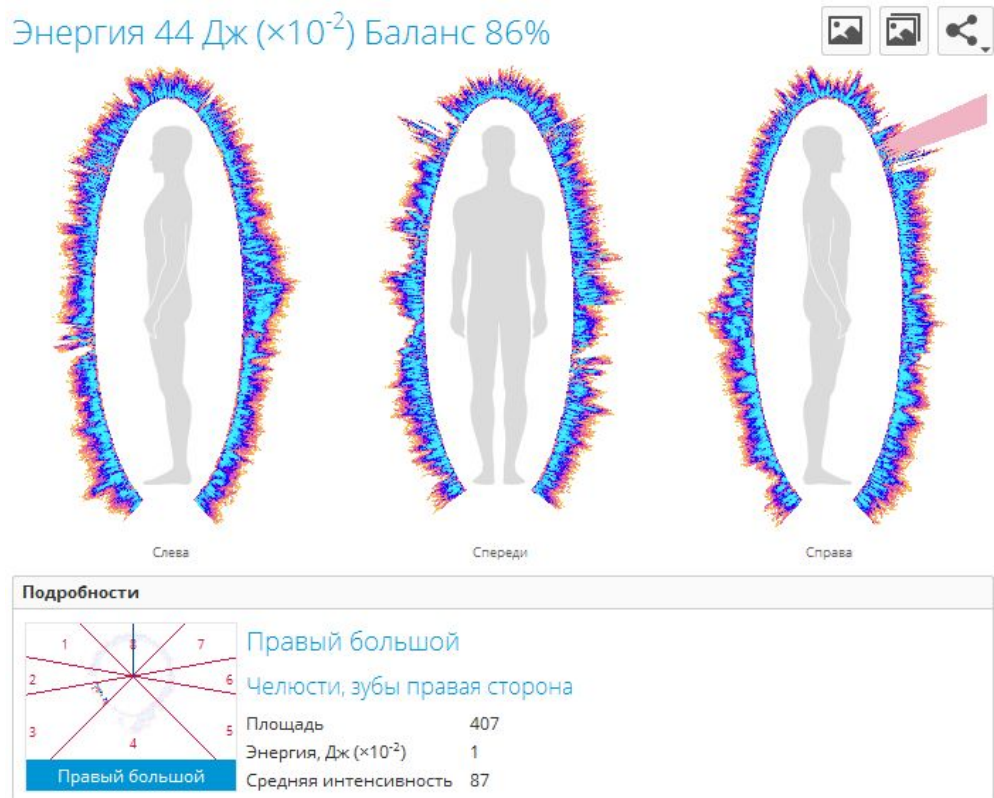 Энергия 44 Дж (×10⁻²) Баланс 86%
Слева
Спереди
Справа
Подробности
1
8
7
2
6
3
5
4
Правый большой
Правый большой
Челюсти, зубы правая сторона
Площадь 407
Энергия, Дж (×10⁻²) 1
Средняя интенсивность 87